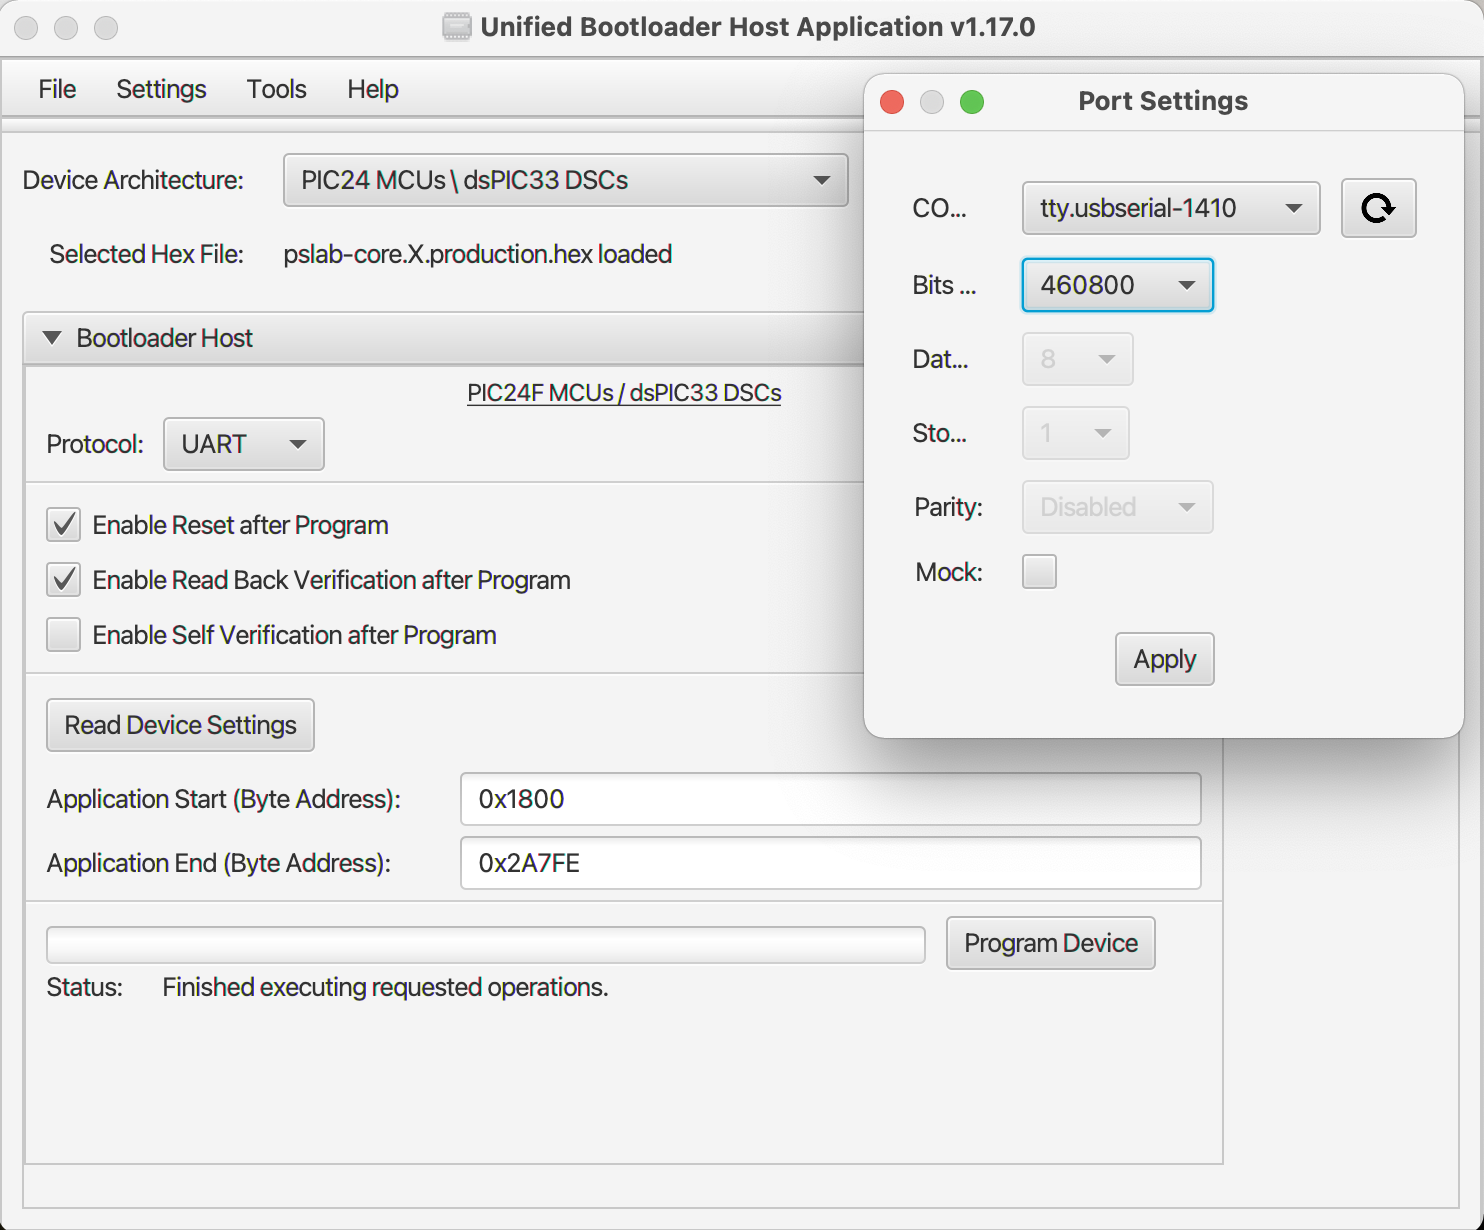 Unified Bootloader Host Application v1.17.0
File Settings Tools Help
Device Architecture: PIC24 MCUs \ dsPIC33 DSCs
Selected Hex File: pslab-core.X.production.hex loaded
Bootloader Host
PIC24F MCUs / dsPIC33 DSCs
Protocol: UART
Enable Reset after Program
Enable Read Back Verification after Program
Enable Self Verification after Program
Read Device Settings
Application Start (Byte Address): 0x1800
Application End (Byte Address): 0x2A7FE
Program Device
Status: Finished executing requested operations.
Port Settings
CO... tty.usbserial-1410
Bits ... 460800
Dat... 8
Sto... 1
Parity: Disabled
Mock:
Apply